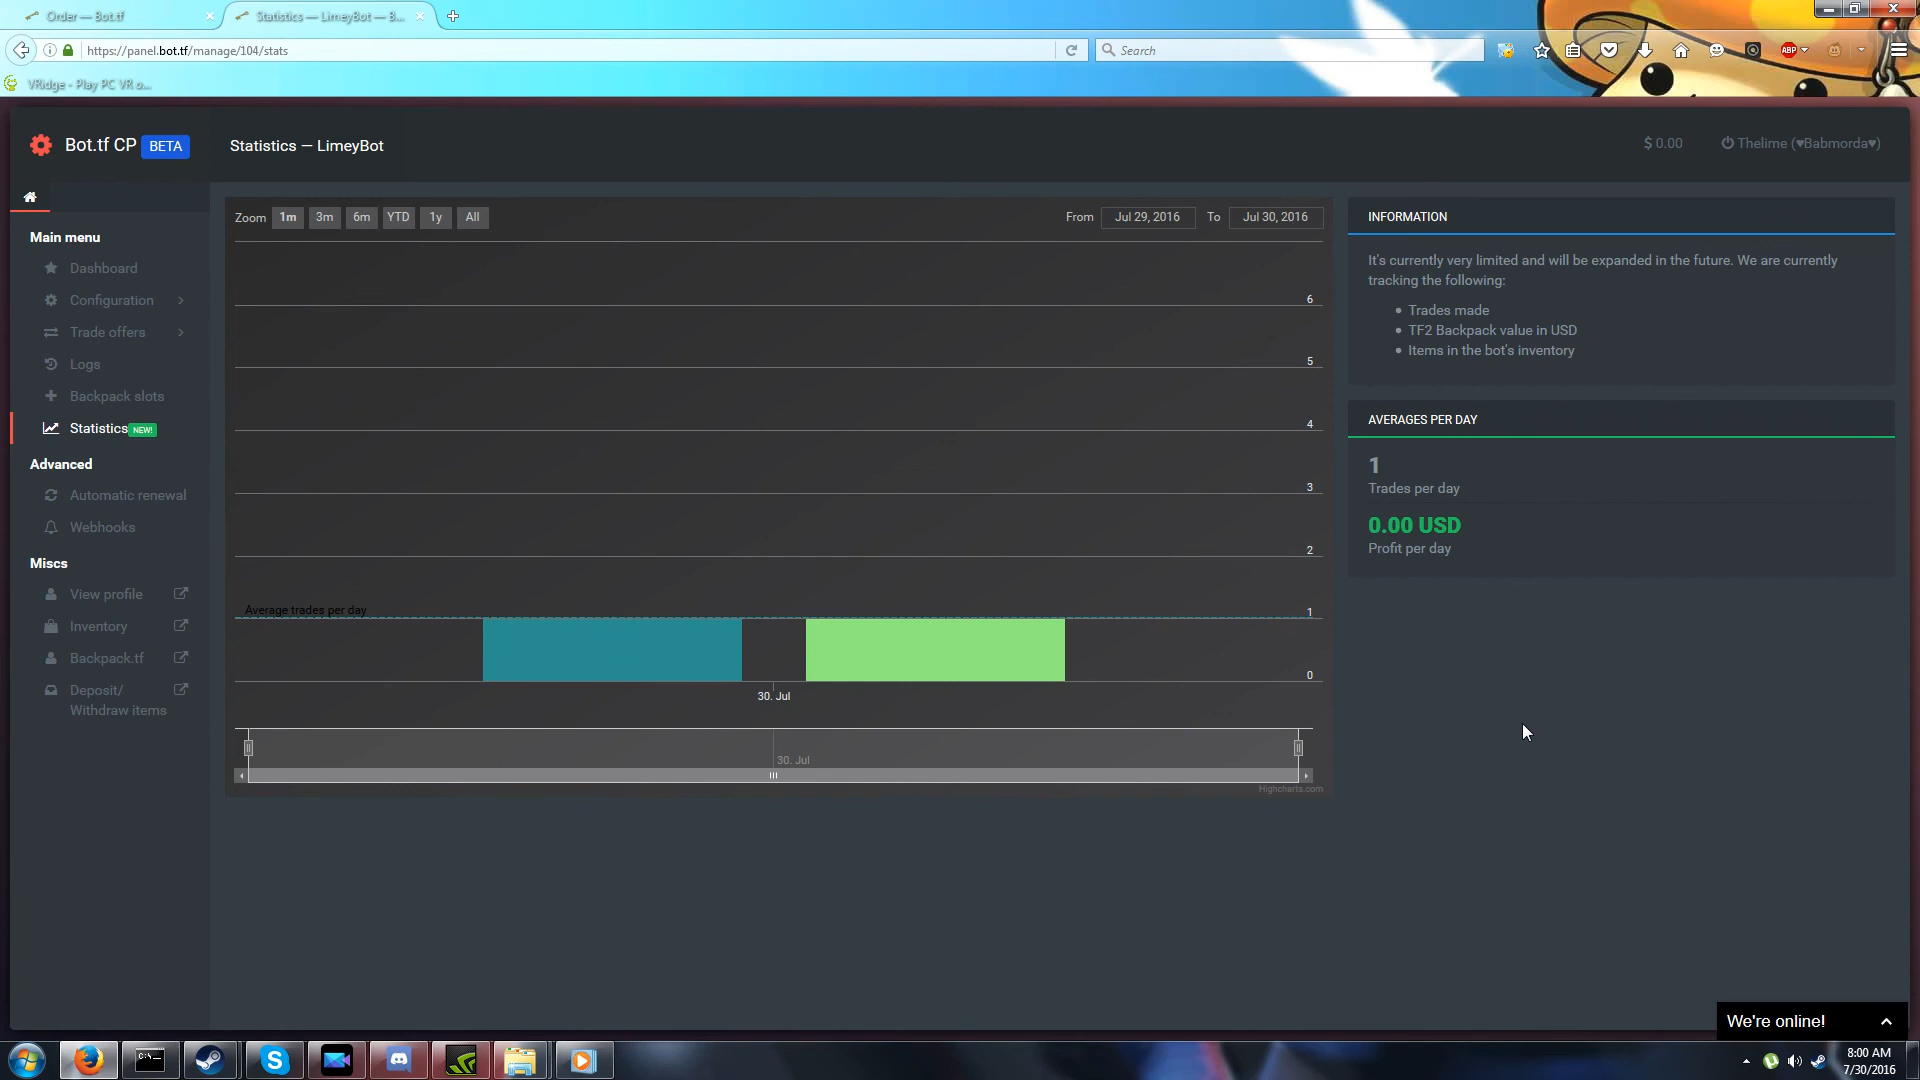 Order — Bot.tf
Statistics — LimeyBot — B...
https://panel.bot.tf/manage/104/stats
Search
ABP
VRidge - Play PC VR o...
Bot.tf CP BETA
Statistics — LimeyBot
$ 0.00
Thelime (♥Babmorda♥)
Main menu
Dashboard
Configuration
Trade offers
Logs
Backpack slots
Statistics NEW!
Advanced
Automatic renewal
Webhooks
Miscs
View profile
Inventory
Backpack.tf
Deposit/
Withdraw items
Zoom 1m 3m 6m YTD 1y All
From Jul 29, 2016 To Jul 30, 2016
6
5
4
3
2
Average trades per day
1
0
30. Jul
30. Jul
Highcharts.com
INFORMATION
It's currently very limited and will be expanded in the future. We are currently
tracking the following:
Trades made
TF2 Backpack value in USD
Items in the bot's inventory
AVERAGES PER DAY
1
Trades per day
0.00 USD
Profit per day
We're online!
8:00 AM
7/30/2016